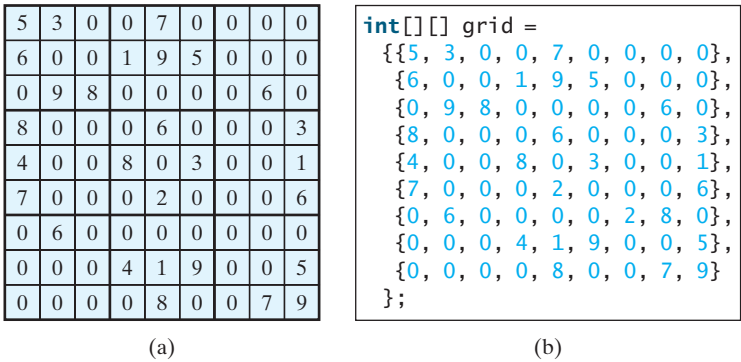 5 3 0 0 7 0 0 0 0
6 0 0 1 9 5 0 0 0
0 9 8 0 0 0 0 6 0
8 0 0 0 6 0 0 0 3
4 0 0 8 0 3 0 0 1
7 0 0 0 2 0 0 0 6
0 6 0 0 0 0 0 0 0
0 0 0 4 1 9 0 0 5
0 0 0 0 8 0 0 7 9
(a)
int[][] grid =
{{5, 3, 0, 0, 7, 0, 0, 0, 0},
{6, 0, 0, 1, 9, 5, 0, 0, 0},
{0, 9, 8, 0, 0, 0, 0, 6, 0},
{8, 0, 0, 0, 6, 0, 0, 0, 3},
{4, 0, 0, 8, 0, 3, 0, 0, 1},
{7, 0, 0, 0, 2, 0, 0, 0, 6},
{0, 6, 0, 0, 0, 0, 2, 8, 0},
{0, 0, 0, 4, 1, 9, 0, 0, 5},
{0, 0, 0, 0, 8, 0, 0, 7, 9}
};
(b)